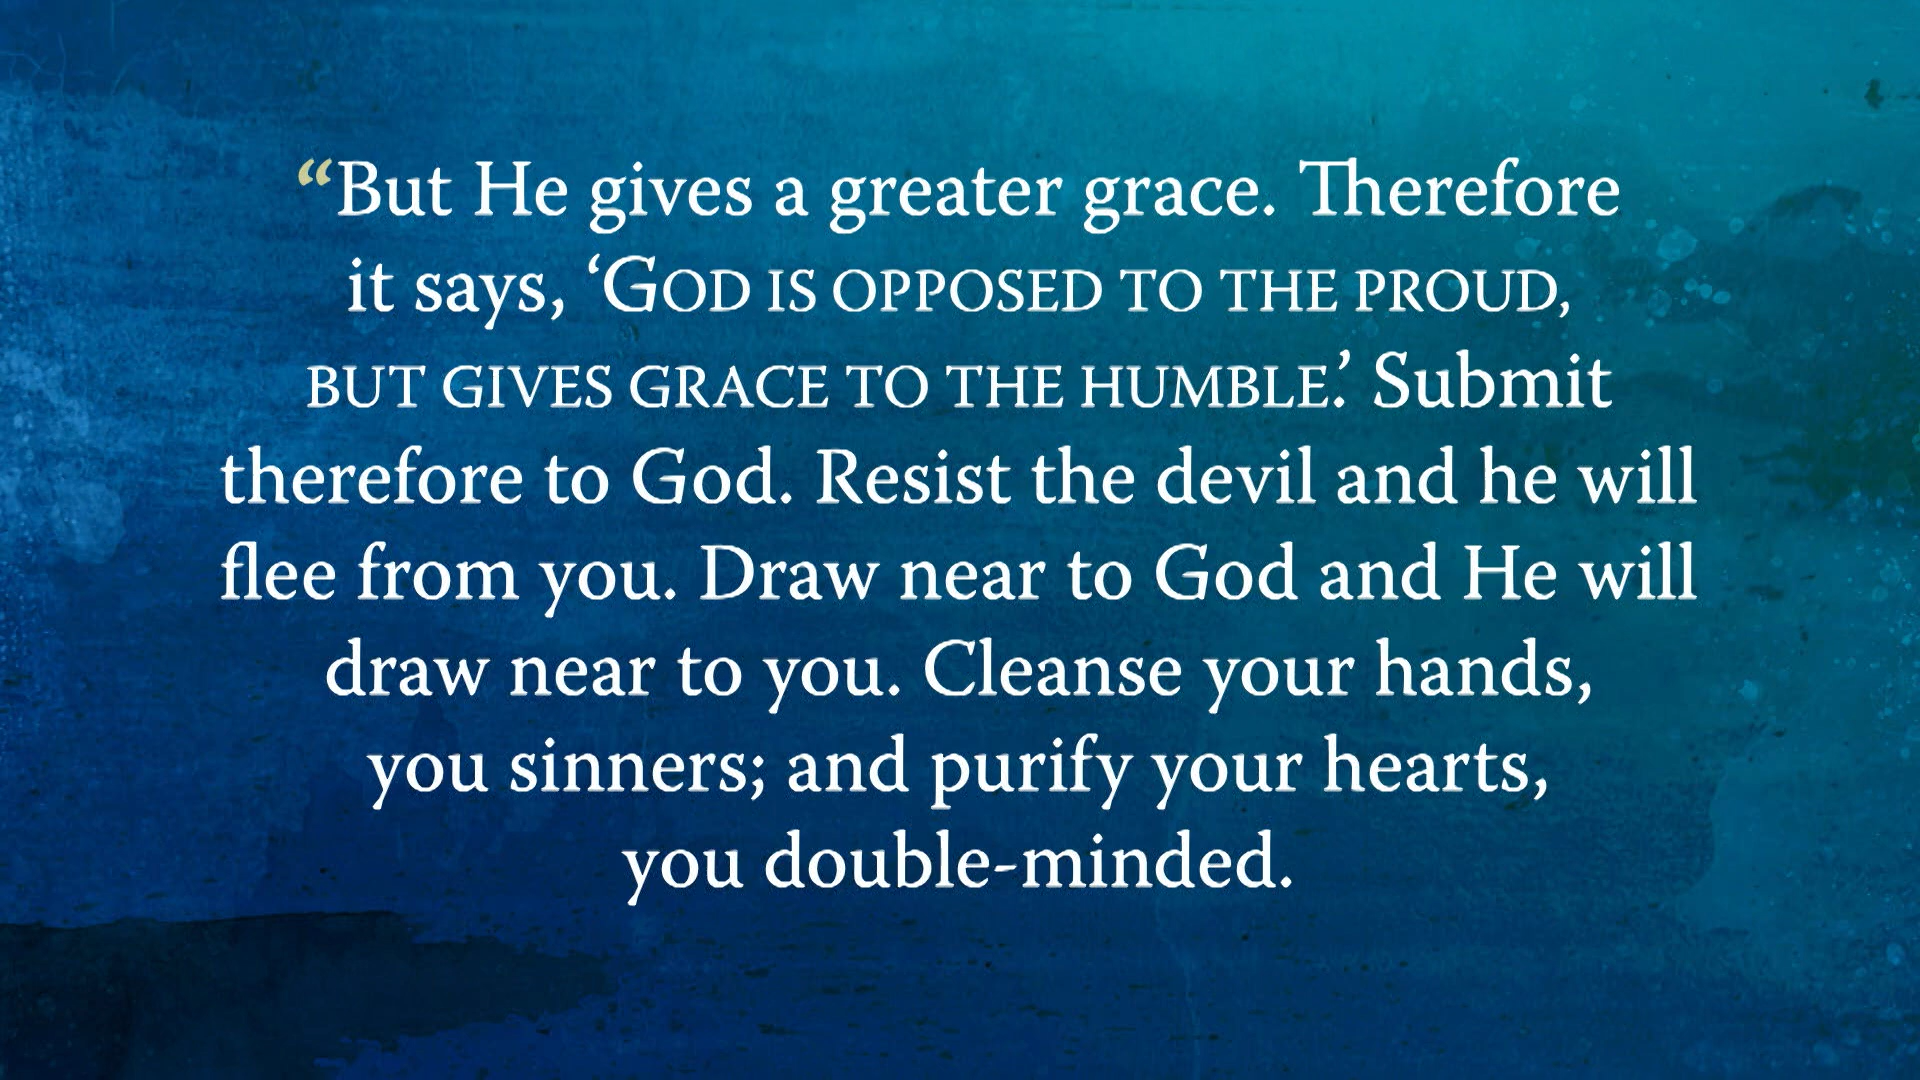 “But He gives a greater grace. Therefore
it says, ‘GOD IS OPPOSED TO THE PROUD,
BUT GIVES GRACE TO THE HUMBLE.’ Submit
therefore to God. Resist the devil and he will
flee from you. Draw near to God and He will
draw near to you. Cleanse your hands,
you sinners; and purify your hearts,
you double-minded.